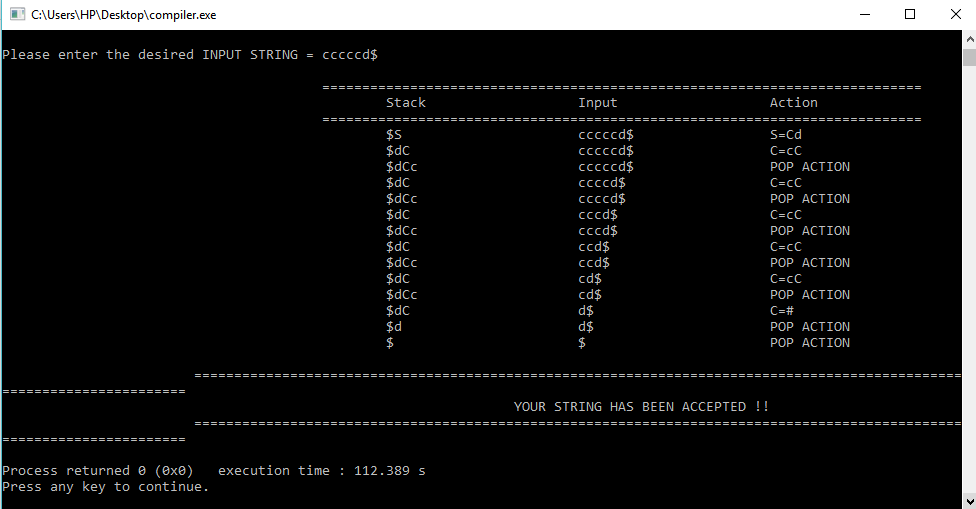 C:\Users\HP\Desktop\compiler.exe
Please enter the desired INPUT STRING = cccccd$
===========================================================================
Stack Input Action
===========================================================================
$S cccccd$ S=Cd
$dC cccccd$ C=cC
$dCc cccccd$ POP ACTION
$dC ccccd$ C=cC
$dCc ccccd$ POP ACTION
$dC cccd$ C=cC
$dCc cccd$ POP ACTION
$dC ccd$ C=cC
$dCc ccd$ POP ACTION
$dC cd$ C=cC
$dCc cd$ POP ACTION
$dC d$ C=#
$d d$ POP ACTION
$ $ POP ACTION
================================================================================================
=======================
YOUR STRING HAS BEEN ACCEPTED !!
================================================================================================
=======================
Process returned 0 (0x0) execution time : 112.389 s
Press any key to continue.